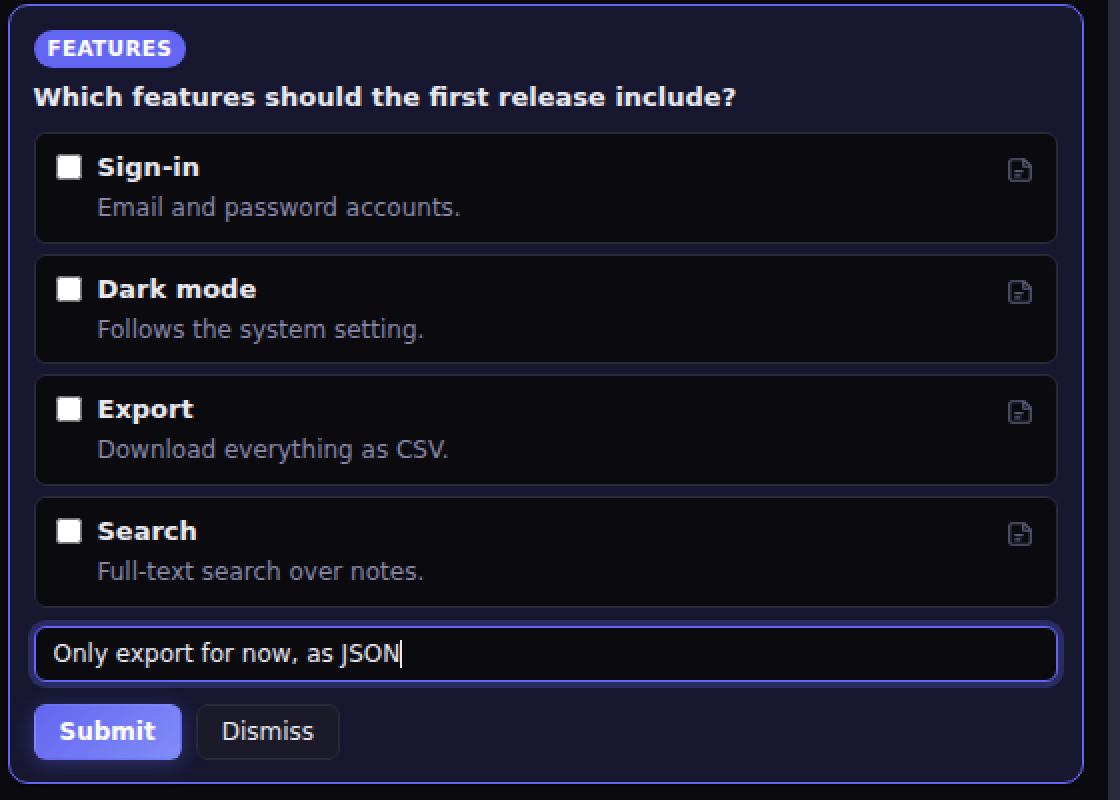 FEATURES
Which features should the first release include?
Sign-in
Email and password accounts.
Dark mode
Follows the system setting.
Export
Download everything as CSV.
Search
Full-text search over notes.
Only export for now, as JSON
Submit
Dismiss